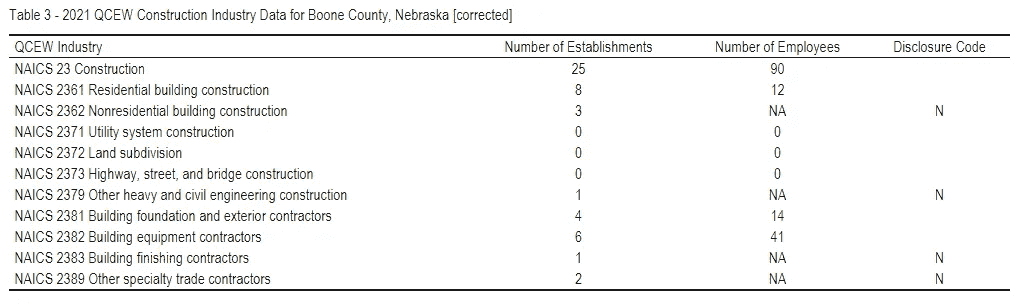 Table 3 - 2021 QCEW Construction Industry Data for Boone County, Nebraska [corrected]
QCEW Industry Number of Establishments Number of Employees Disclosure Code
NAICS 23 Construction 25 90
NAICS 2361 Residential building construction 8 12
NAICS 2362 Nonresidential building construction 3 NA N
NAICS 2371 Utility system construction 0 0
NAICS 2372 Land subdivision 0 0
NAICS 2373 Highway, street, and bridge construction 0 0
NAICS 2379 Other heavy and civil engineering construction 1 NA N
NAICS 2381 Building foundation and exterior contractors 4 14
NAICS 2382 Building equipment contractors 6 41
NAICS 2383 Building finishing contractors 1 NA N
NAICS 2389 Other specialty trade contractors 2 NA N